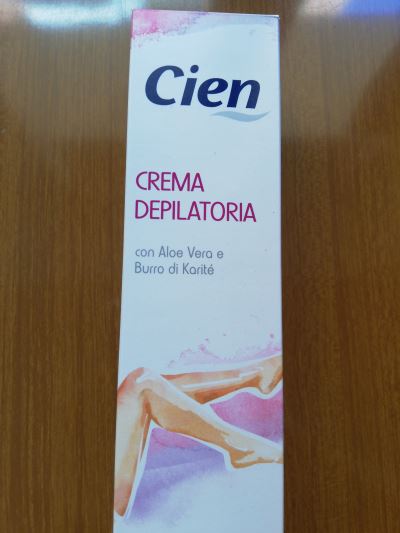 Cien
CREMA
DEPILATORIA
con Aloe Vera e
Burro di Karité